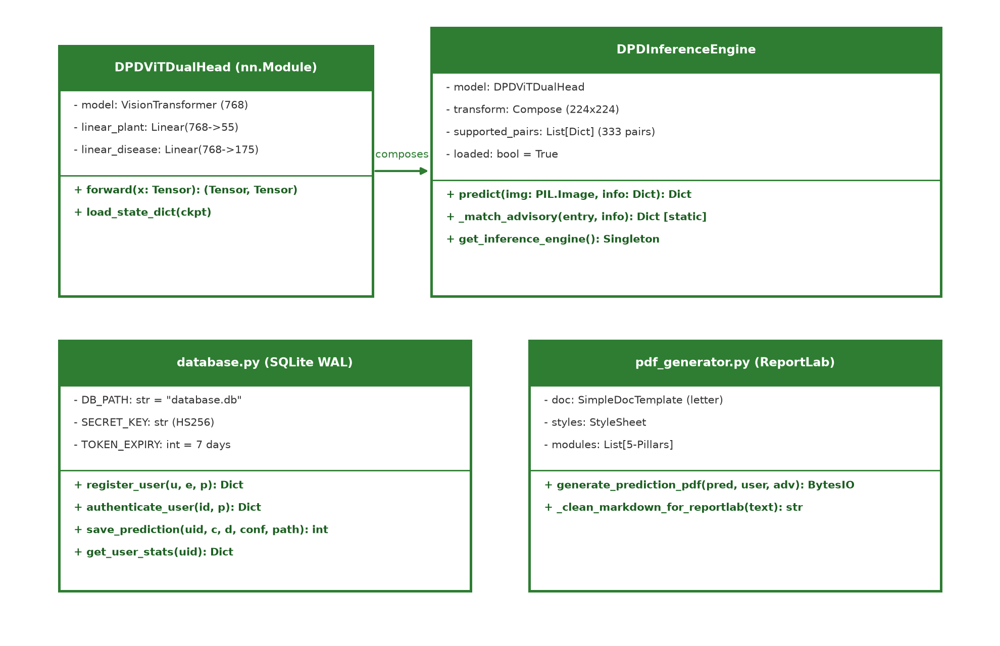 DPDViTDualHead (nn.Module)
- model: VisionTransformer (768)
- linear_plant: Linear(768->55)
- linear_disease: Linear(768->175)
+ forward(x: Tensor): (Tensor, Tensor)
+ load_state_dict(ckpt)
composes
DPDInferenceEngine
- model: DPDViTDualHead
- transform: Compose (224x224)
- supported_pairs: List[Dict] (333 pairs)
- loaded: bool = True
+ predict(img: PIL.Image, info: Dict): Dict
+ _match_advisory(entry, info): Dict [static]
+ get_inference_engine(): Singleton
database.py (SQLite WAL)
- DB_PATH: str = "database.db"
- SECRET_KEY: str (HS256)
- TOKEN_EXPIRY: int = 7 days
+ register_user(u, e, p): Dict
+ authenticate_user(id, p): Dict
+ save_prediction(uid, c, d, conf, path): int
+ get_user_stats(uid): Dict
pdf_generator.py (ReportLab)
- doc: SimpleDocTemplate (letter)
- styles: StyleSheet
- modules: List[5-Pillars]
+ generate_prediction_pdf(pred, user, adv): BytesIO
+ _clean_markdown_for_reportlab(text): str